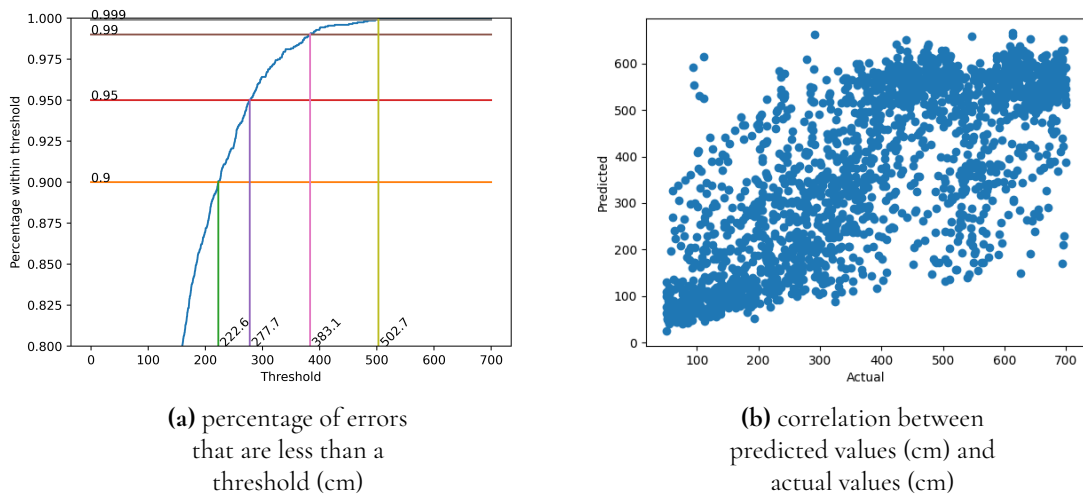 1.000
0.975
0.950
0.925
0.900
0.875
0.850
0.825
0.800
Percentage within threshold
0.999
0.99
0.95
0.9
222.6
277.7
383.1
502.7
0 100 200 300 400 500 600 700
Threshold
(a) percentage of errors
that are less than a
threshold (cm)
600
500
400
300
200
100
0
Predicted
100 200 300 400 500 600 700
Actual
(b) correlation between
predicted values (cm) and
actual values (cm)